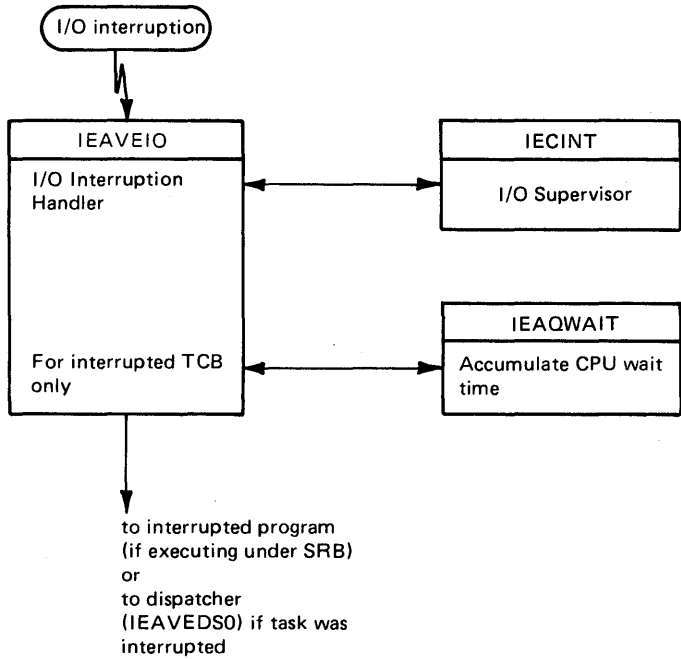 I/O interruption
IEAVEIO
I/O Interruption
Handler
For interrupted TCB
only
IECINT
I/O Supervisor
IEAQWAIT
Accumulate CPU wait
time
to interrupted program
(if executing under SRB)
or
to dispatcher
(IEAVEDS0) if task was
interrupted